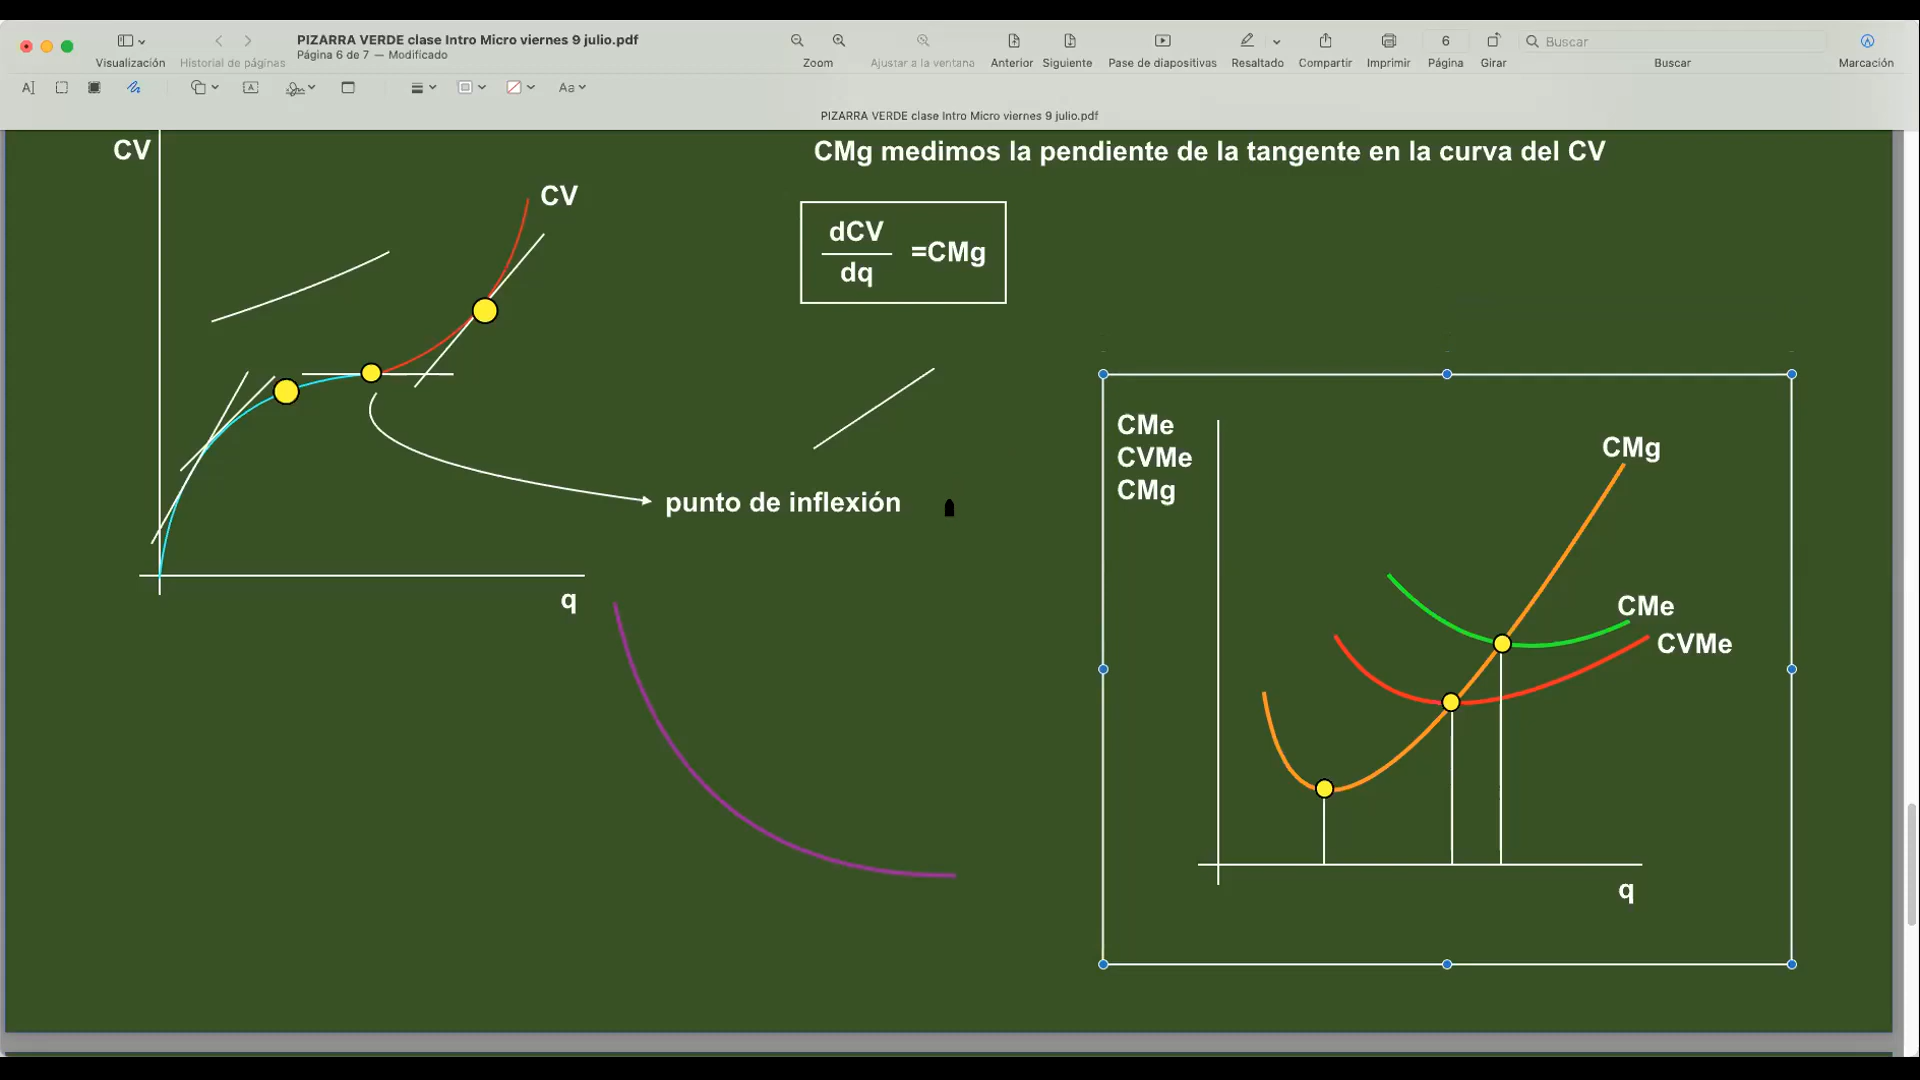 PIZARRA VERDE clase Intro Micro viernes 9 julio.pdf
Página 6 de 7 — Modificado
Visualización
Historial de páginas
Zoom
Ajustar a la ventana
Anterior
Siguiente
Pase de diapositivas
Resaltado
Compartir
Imprimir
6
Página
Girar
Buscar
Buscar
Marcación
Aa
PIZARRA VERDE clase Intro Micro viernes 9 julio.pdf
CV
CV
q
punto de inflexión
CMg medimos la pendiente de la tangente en la curva del CV
dCV
dq
=CMg
CMe
CVMe
CMg
CMg
CMe
CVMe
q